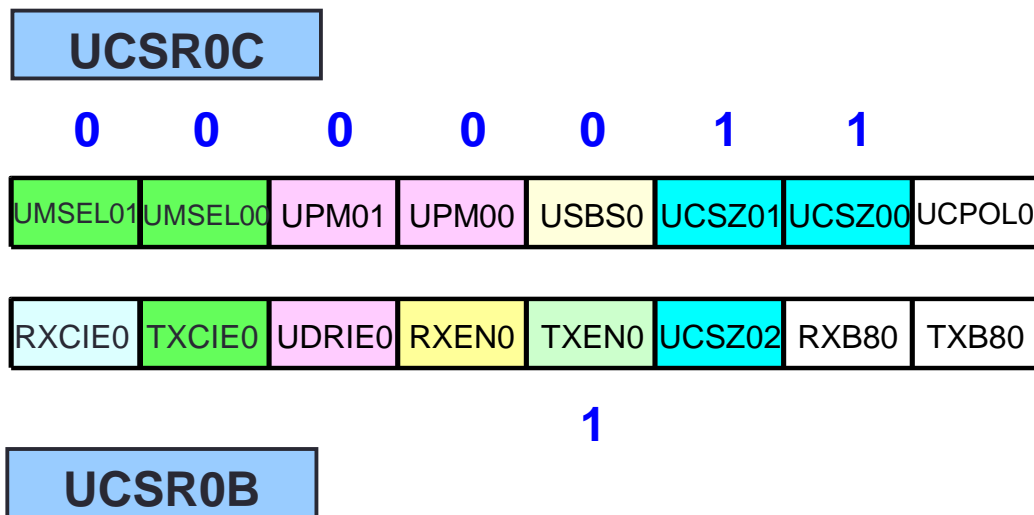 UCSR0C
0 0 0 0 0 1 1
UMSEL01 UMSEL00 UPM01 UPM00 USBS0 UCSZ01 UCSZ00 UCPOL0
RXCIE0 TXCIE0 UDRIE0 RXEN0 TXEN0 UCSZ02 RXB80 TXB80
1
UCSR0B